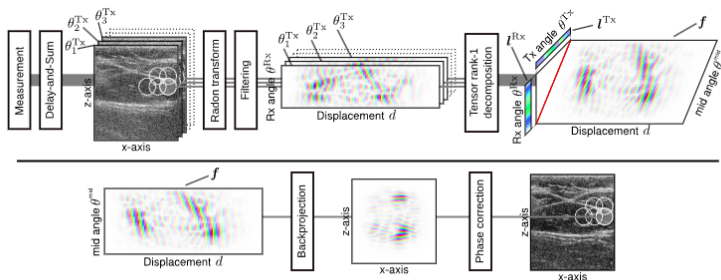 θ₁ᵀˣ
θ₂ᵀˣ
θ₃ᵀˣ
Measurement
Delay-and-Sum
z-axis
x-axis
Radon transform
Filtering
Rx angle θᴿˣ
θ₁ᵀˣ
θ₂ᵀˣ
θ₃ᵀˣ
Displacement d
Tensor rank-1
decomposition
Tx angle θᵀˣ
lᵀˣ
lᴿˣ
Rx angle θᴿˣ
f
mid angle θᵐⁱᵈ
Displacement d
f
mid angle θᵐⁱᵈ
Displacement d
Backprojection
z-axis
x-axis
Phase correction
z-axis
x-axis